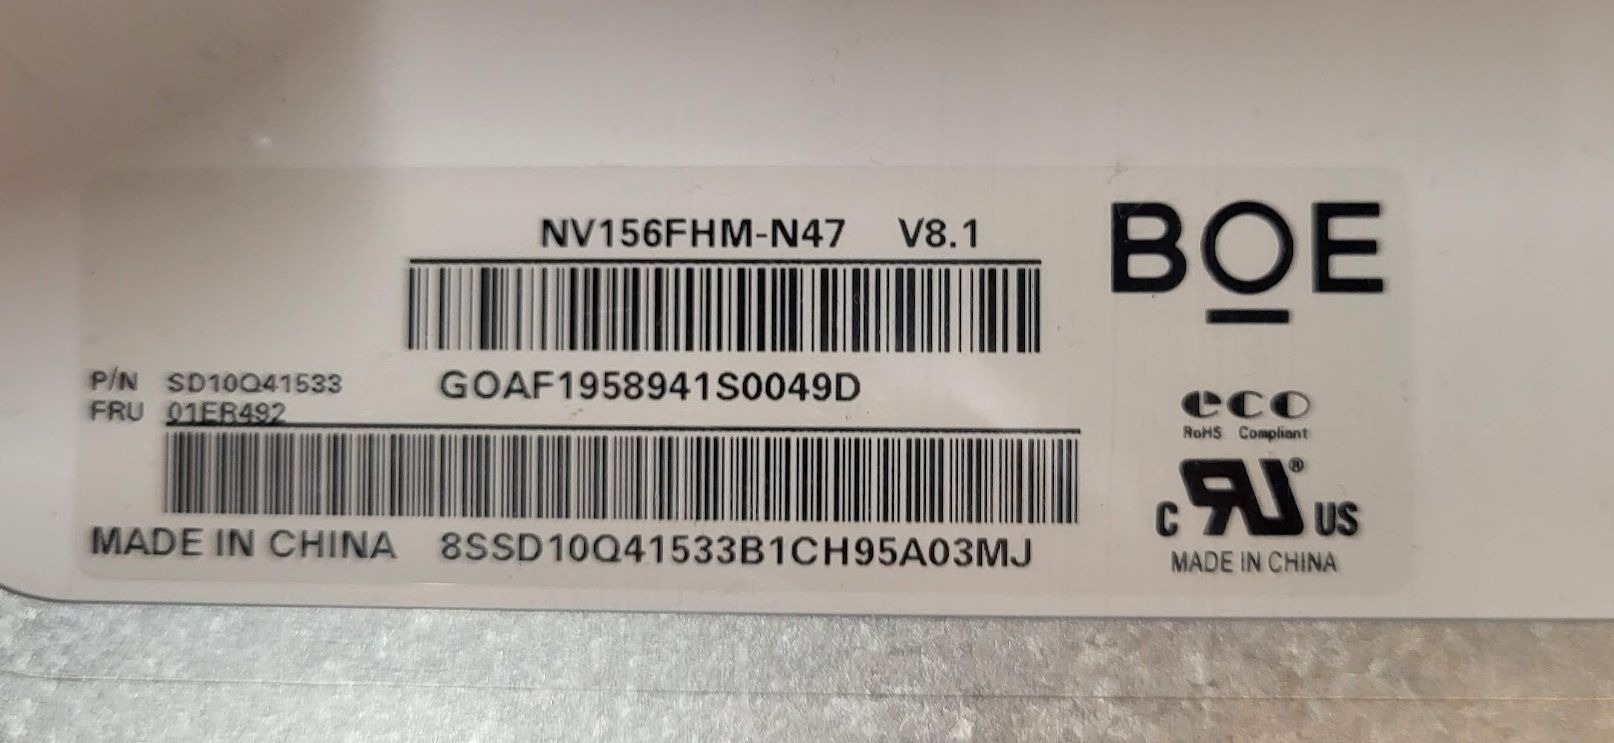 NV156FHM-N47 V8.1
BOE
P/N SD10Q41533
GOAF1958941S0049D
FRU 01ER492
eco
RoHS Compliant
C RU® US
MADE IN CHINA 8SSD10Q41533B1CH95A03MJ
MADE IN CHINA